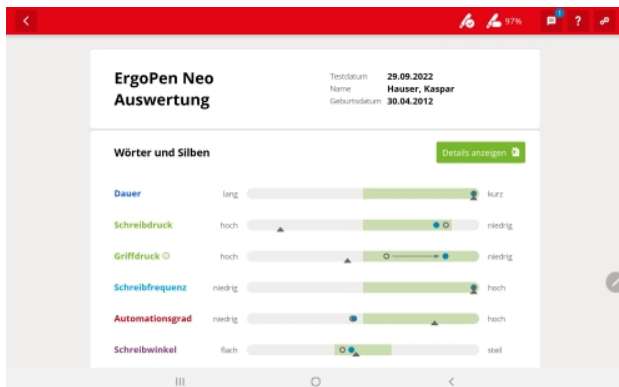 97%
1
?
ErgoPen Neo
Auswertung
Testdatum 29.09.2022
Name Hauser, Kaspar
Geburtsdatum 30.04.2012
Wörter und Silben
Details anzeigen
Dauer lang kurz
Schreibdruck hoch niedrig
Griffdruck hoch niedrig
Schreibfrequenz niedrig hoch
Automationsgrad niedrig hoch
Schreibwinkel flach steil